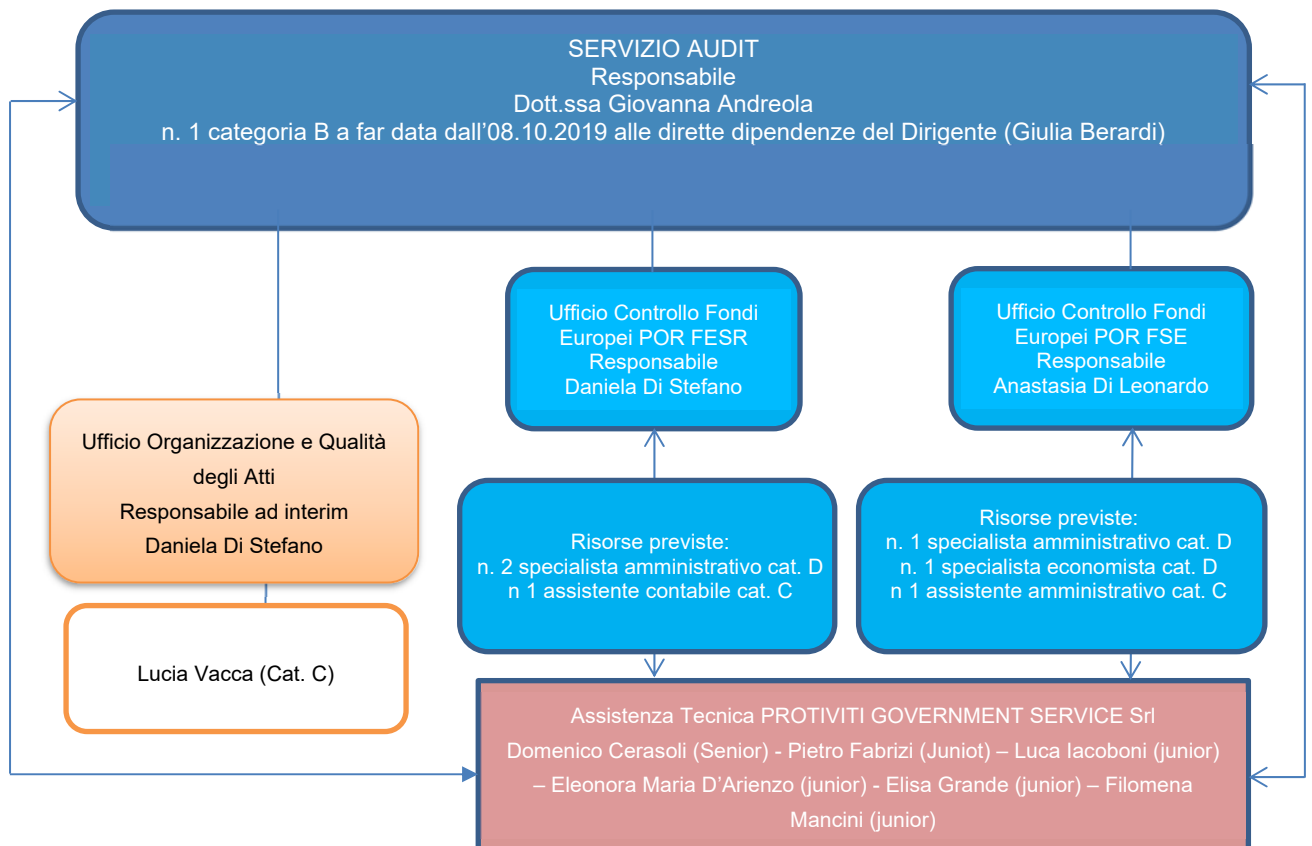 SERVIZIO AUDIT
Responsabile
Dott.ssa Giovanna Andreola
n. 1 categoria B a far data dall'08.10.2019 alle dirette dipendenze del Dirigente (Giulia Berardi)
Ufficio Controllo Fondi
Europei POR FESR
Responsabile
Daniela Di Stefano
Ufficio Controllo Fondi
Europei POR FSE
Responsabile
Anastasia Di Leonardo
Ufficio Organizzazione e Qualità
degli Atti
Responsabile ad interim
Daniela Di Stefano
Risorse previste:
n. 2 specialista amministrativo cat. D
n 1 assistente contabile cat. C
Risorse previste:
n. 1 specialista amministrativo cat. D
n. 1 specialista economista cat. D
n 1 assistente amministrativo cat. C
Lucia Vacca (Cat. C)
Assistenza Tecnica PROTIVITI GOVERNMENT SERVICE Srl
Domenico Cerasoli (Senior) - Pietro Fabrizi (Juniot) – Luca Iacoboni (junior)
– Eleonora Maria D'Arienzo (junior) - Elisa Grande (junior) – Filomena
Mancini (junior)